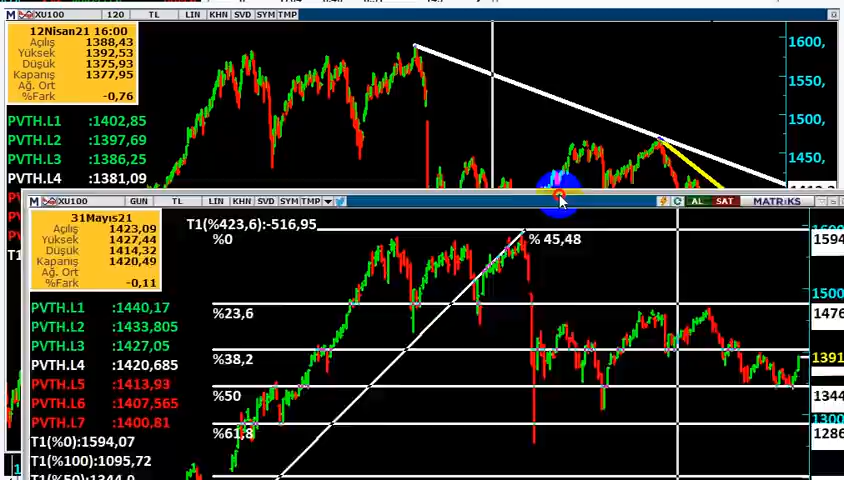 XU100 120 TL LIN KHN SVD SYM TMP
12Nisan21 16:00
Açılış 1388,43
Yüksek 1392,53
Düşük 1375,93
Kapanış 1377,95
Ağ. Ort
%Fark -0,76
PVTH.L1 :1402,85
PVTH.L2 :1397,69
PVTH.L3 :1386,25
PVTH.L4 :1381,09
1600,
1550,
1500,
1450,
XU100 GUN TL LIN KHN SVD SYM TMP AL SAT MATRiKS
31Mayıs21
Açılış 1423,09
Yüksek 1427,44
Düşük 1414,32
Kapanış 1420,49
Ağ. Ort
%Fark -0,11
PVTH.L1 :1440,17
PVTH.L2 :1433,805
PVTH.L3 :1427,05
PVTH.L4 :1420,685
PVTH.L5 :1413,93
PVTH.L6 :1407,565
PVTH.L7 :1400,81
T1(%0):1594,07
T1(%100):1095,72
T1(%50):1344,9
T1(%423,6):-516,95
%0
% 45,48
%23,6
%38,2
%50
%61,8
1594
1500
1476
1391
1344
1300
1286